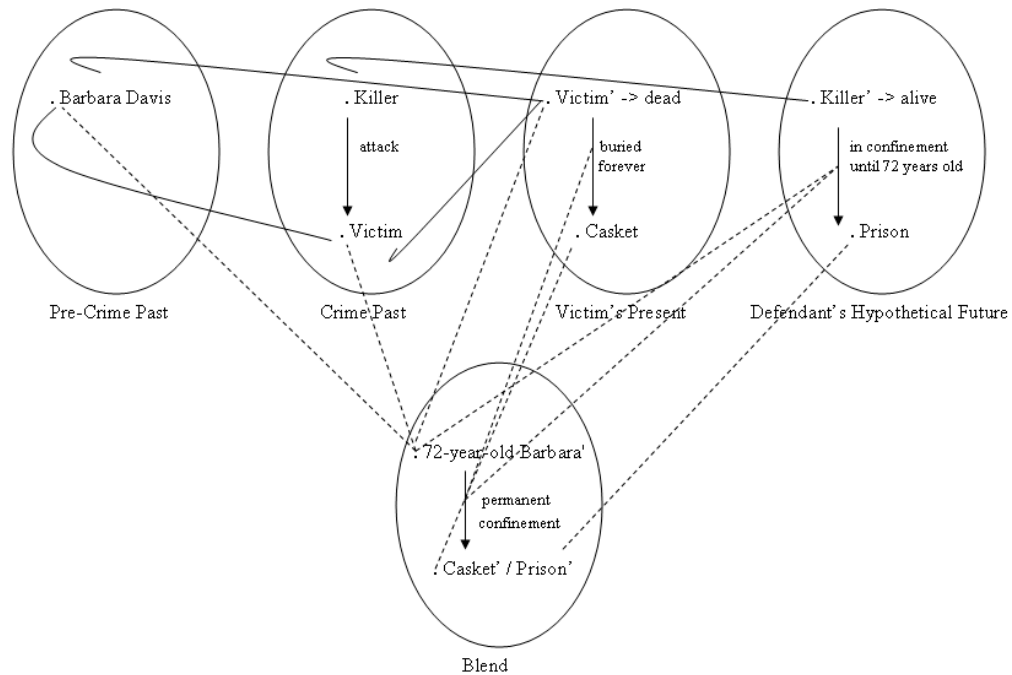 . Barbara Davis
. Killer
. Victim' -> dead
. Killer' -> alive
attack
buried
forever
in confinement
until 72 years old
. Victim
. Casket
. Prison
Pre-Crime Past
Crime Past
Victim's Present
Defendant's Hypothetical Future
. 72-year-old Barbara'
permanent
confinement
. Casket' / Prison'
Blend